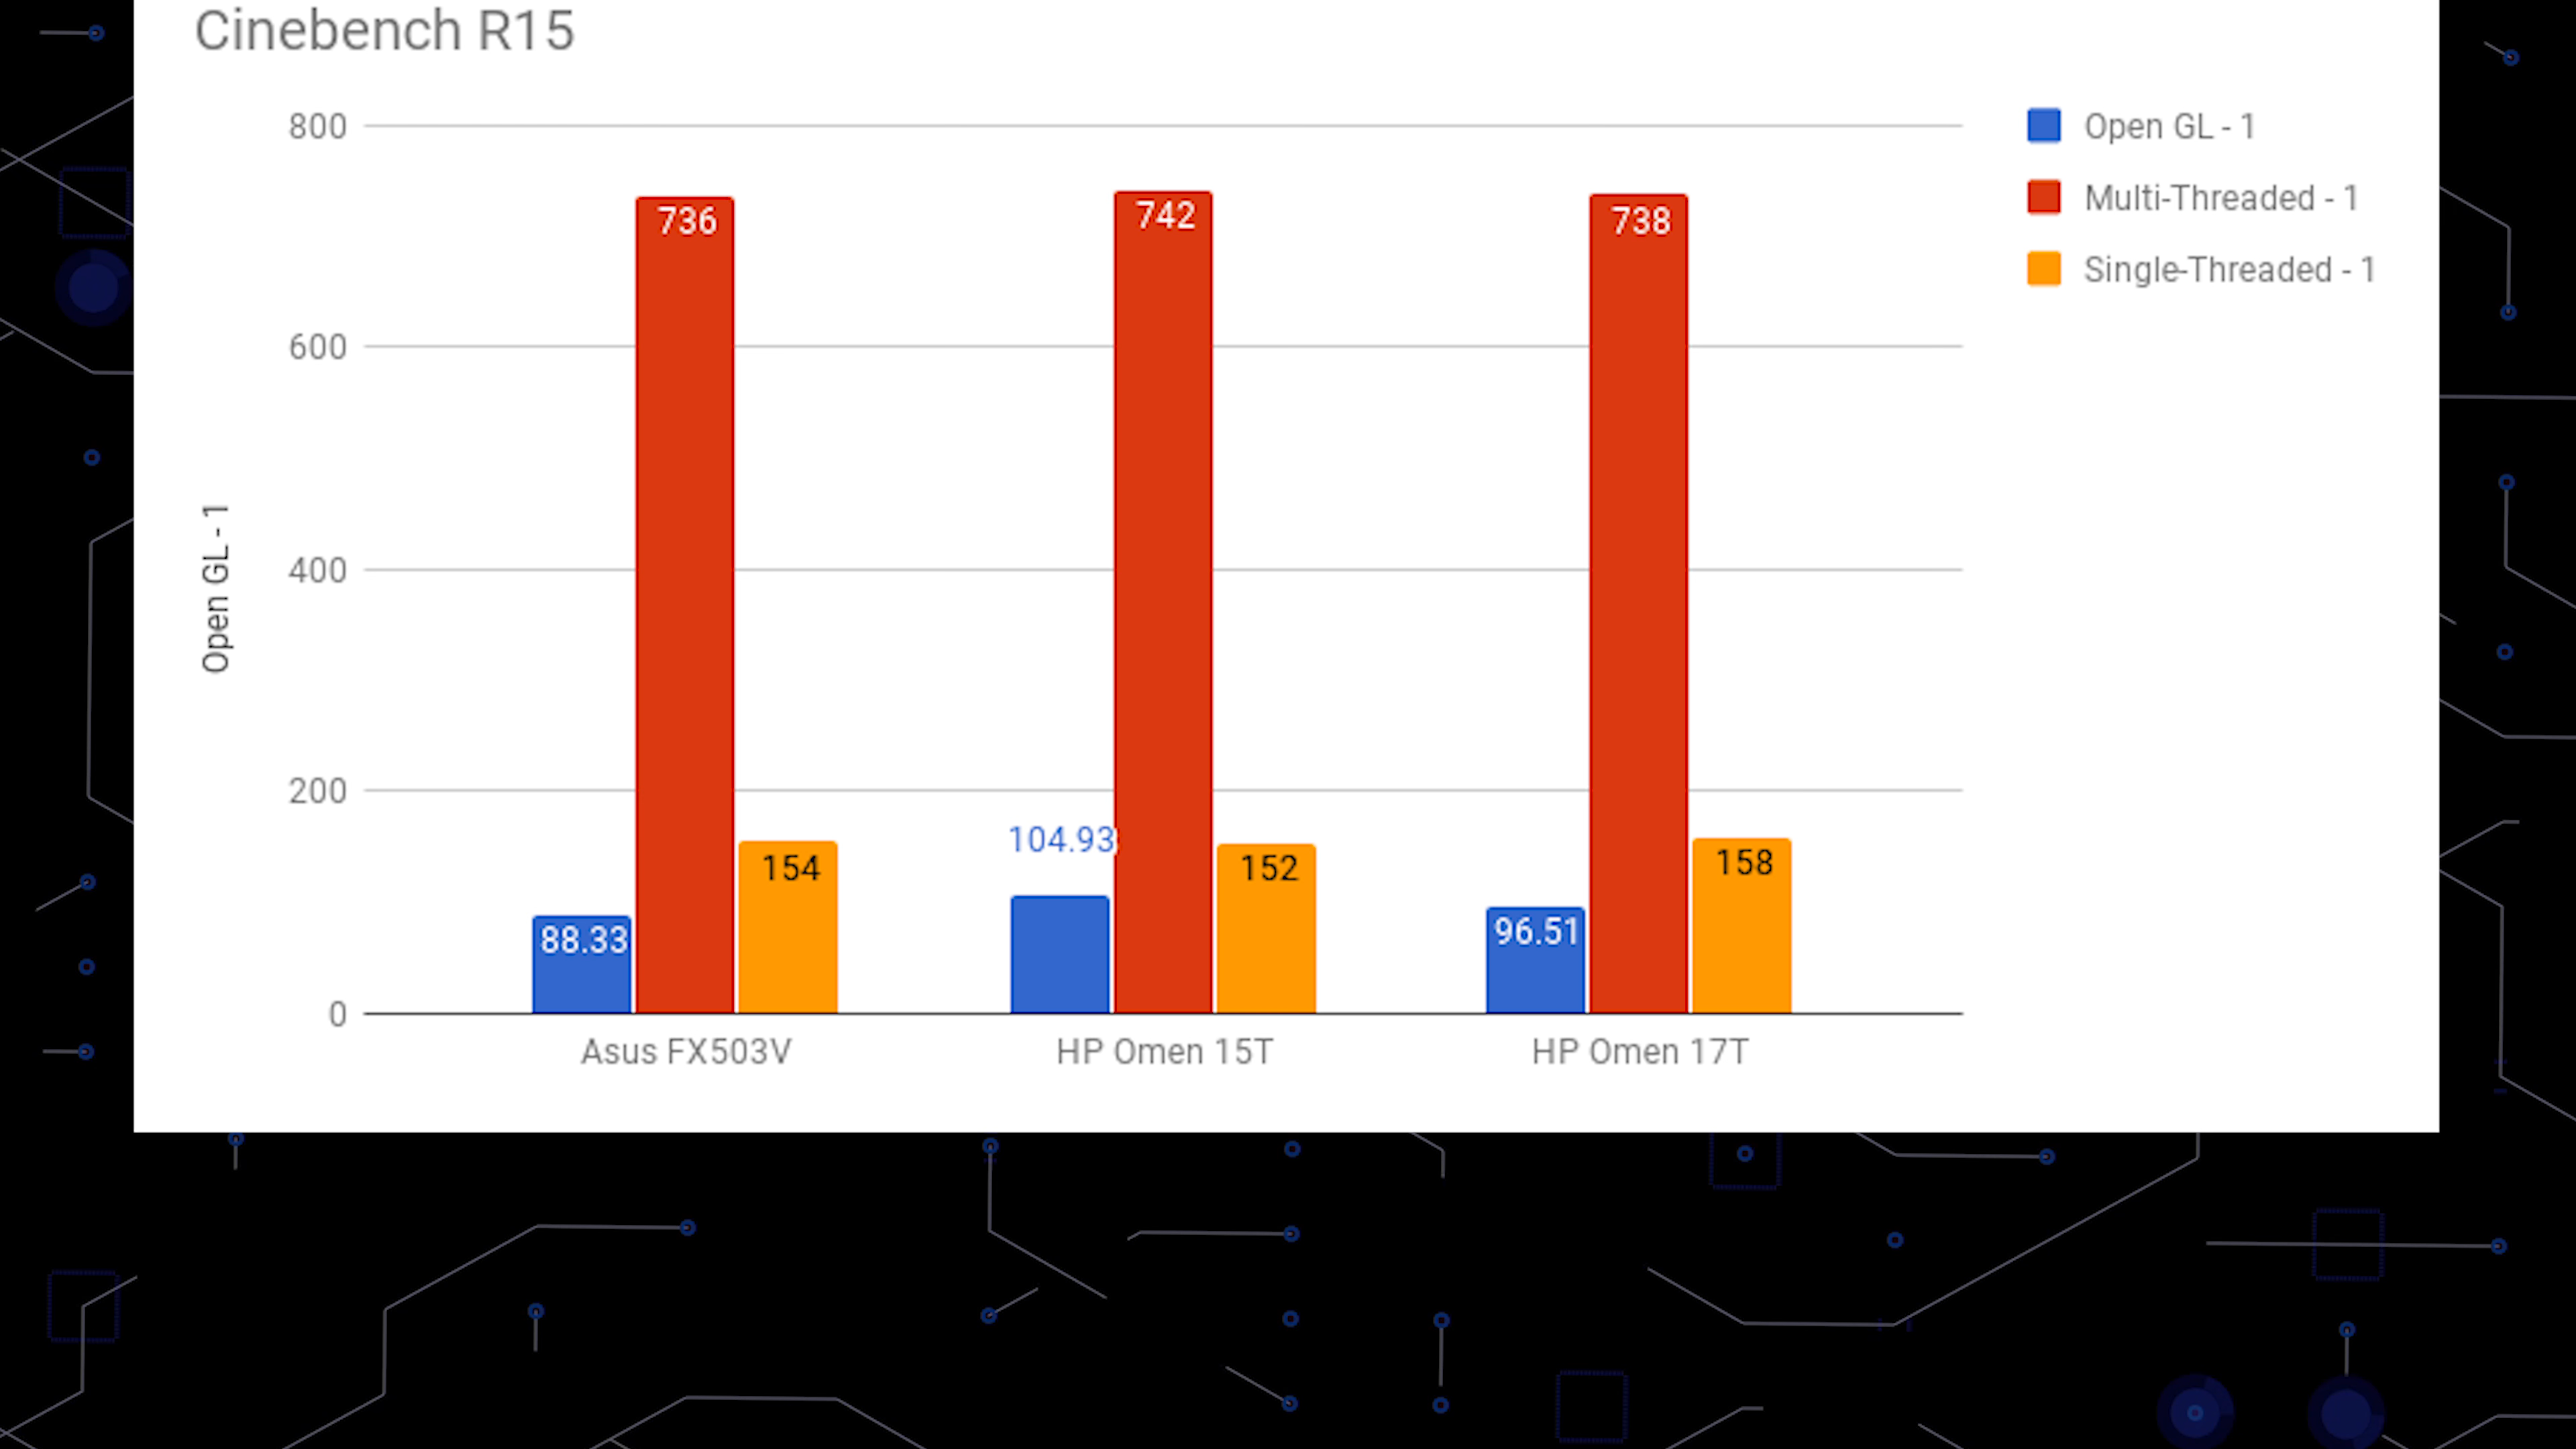 Cinebench R15
800
600
400
200
0
Open GL - 1
Open GL - 1
Multi-Threaded - 1
Single-Threaded - 1
88.33
736
154
104.93
742
152
96.51
738
158
Asus FX503V
HP Omen 15T
HP Omen 17T